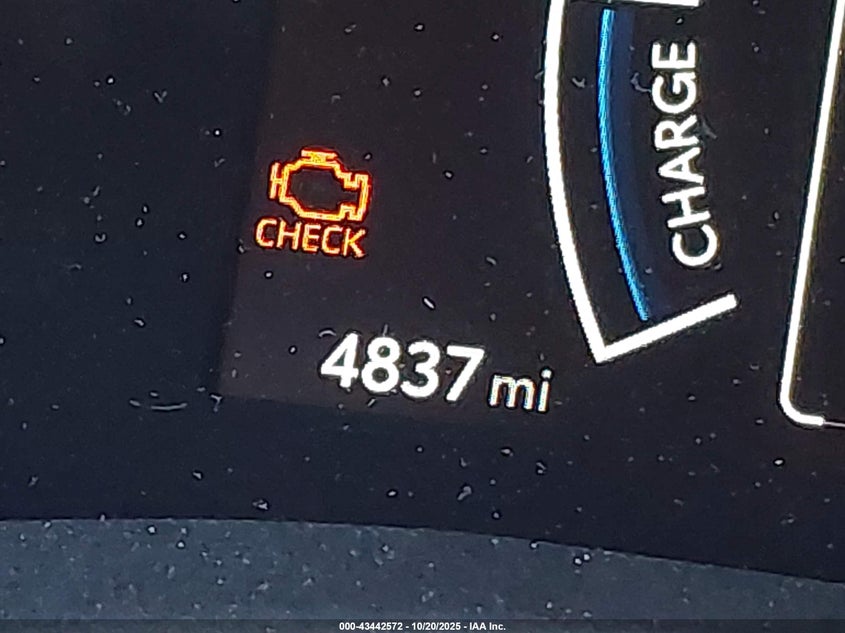 CHARGE
CHECK
4837 mi
000-43442572 - 10/20/2025 - IAA Inc.